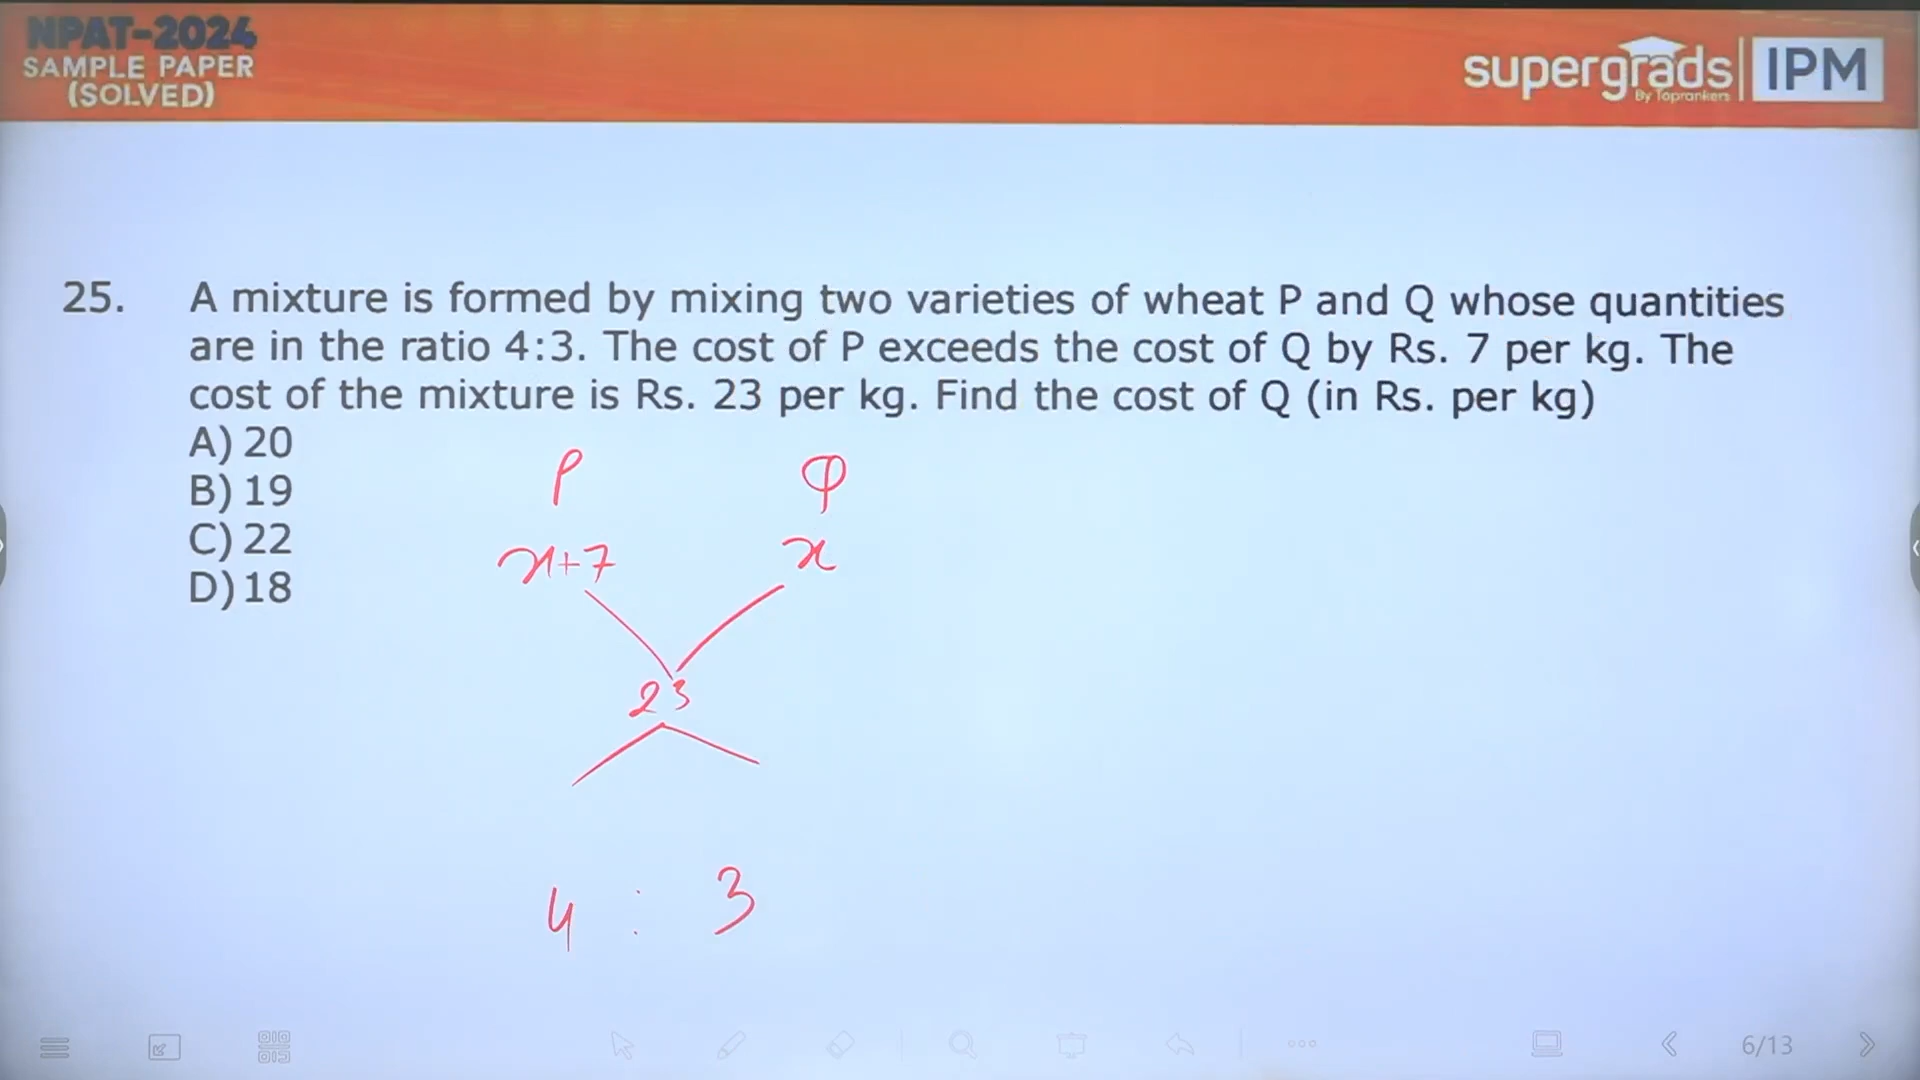 NPAT-2024
SAMPLE PAPER
(SOLVED)
supergrads
By Toprankers
IPM
25. A mixture is formed by mixing two varieties of wheat P and Q whose quantities
are in the ratio 4:3. The cost of P exceeds the cost of Q by Rs. 7 per kg. The
cost of the mixture is Rs. 23 per kg. Find the cost of Q (in Rs. per kg)
A) 20
B) 19
C) 22
D) 18
P Q
x+7 x
23
4 : 3
6/13